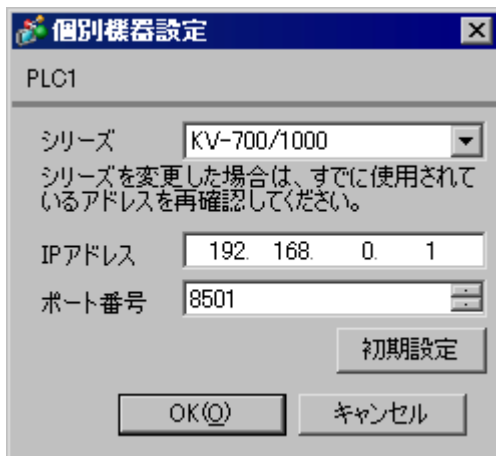 個別機器設定
PLC1
シリーズ KV-700/1000
シリーズを変更した場合は、すでに使用されて
いるアドレスを再確認してください。
IPアドレス 192. 168. 0. 1
ポート番号 8501
初期設定
OK(O) キャンセル